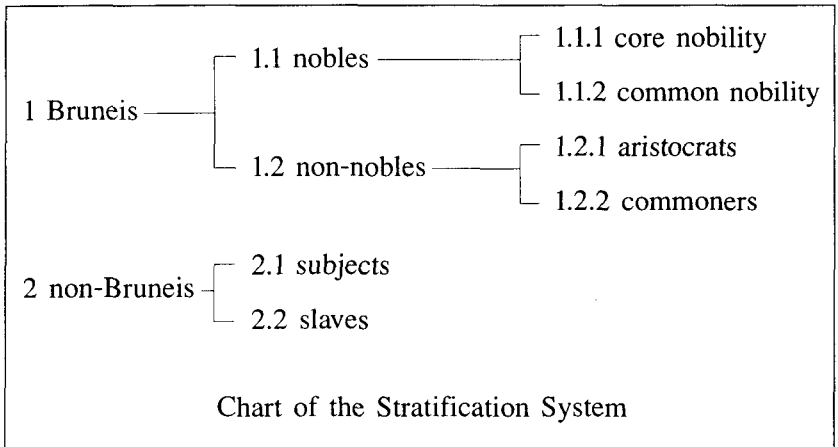 1.1.1 core nobility
1.1 nobles
1.1.2 common nobility
1 Bruneis
1.2.1 aristocrats
1.2 non-nobles
1.2.2 commoners
2.1 subjects
2 non-Bruneis
2.2 slaves
Chart of the Stratification System